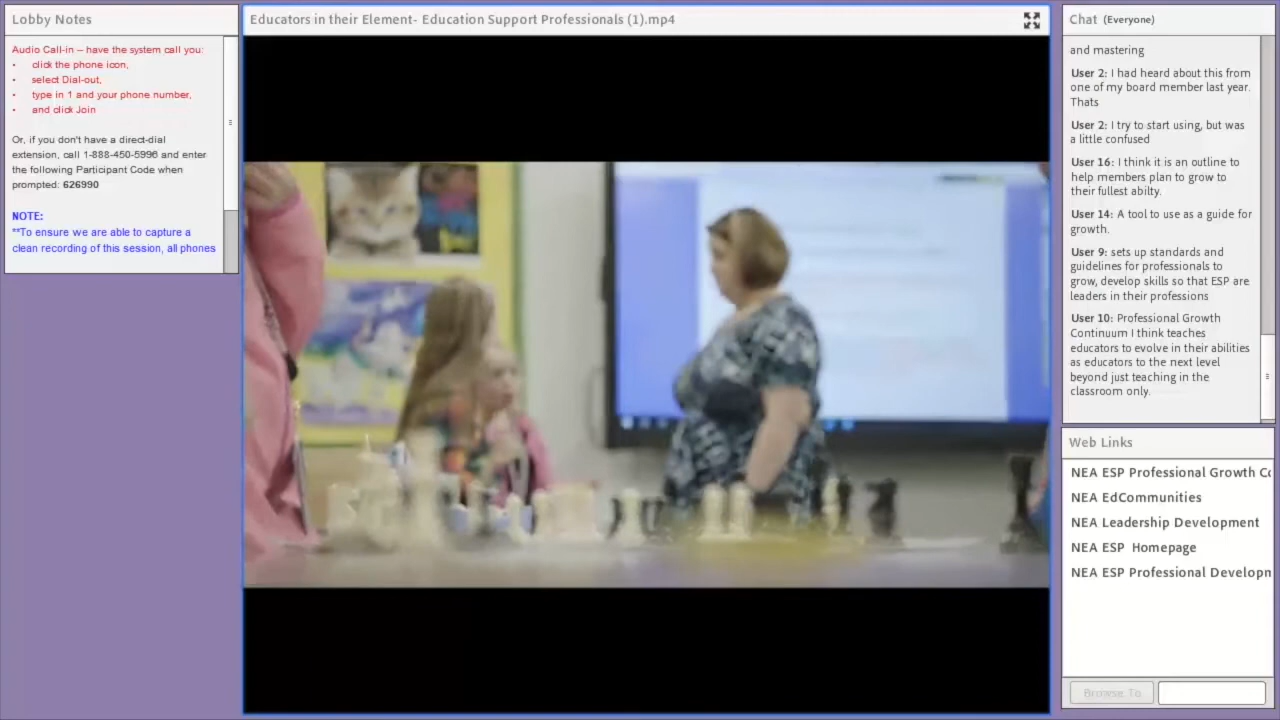 Lobby Notes
Audio Call-in – have the system call you:
• click the phone icon,
• select Dial-out,
• type in 1 and your phone number,
• and click Join
Or, if you don't have a direct-dial
extension, call 1-888-450-5996 and enter
the following Participant Code when
prompted: 626990
NOTE:
**To ensure we are able to capture a
clean recording of this session, all phones
Educators in their Element- Education Support Professionals (1).mp4
Chat (Everyone)
and mastering
User 2: I had heard about this from
one of my board member last year.
Thats
User 2: I try to start using, but was
a little confused
User 16: I think it is an outline to
help members plan to grow to
their fullest abilty.
User 14: A tool to use as a guide for
growth.
User 9: sets up standards and
guidelines for professionals to
grow, develop skills so that ESP are
leaders in their professions
User 10: Professional Growth
Continuum I think teaches
educators to evolve in their abilities
as educators to the next level
beyond just teaching in the
classroom only.
Web Links
NEA ESP Professional Growth Co
NEA EdCommunities
NEA Leadership Development
NEA ESP Homepage
NEA ESP Professional Developn
Browse To